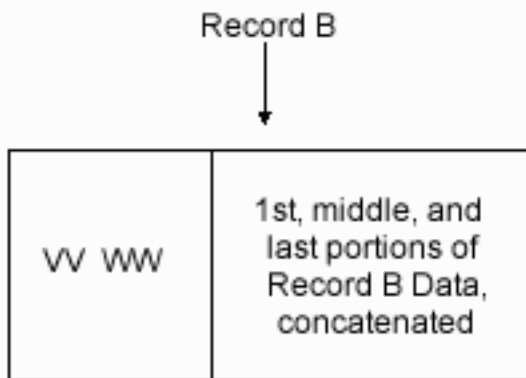 Record B
VV WW
1st, middle, and
last portions of
Record B Data,
concatenated